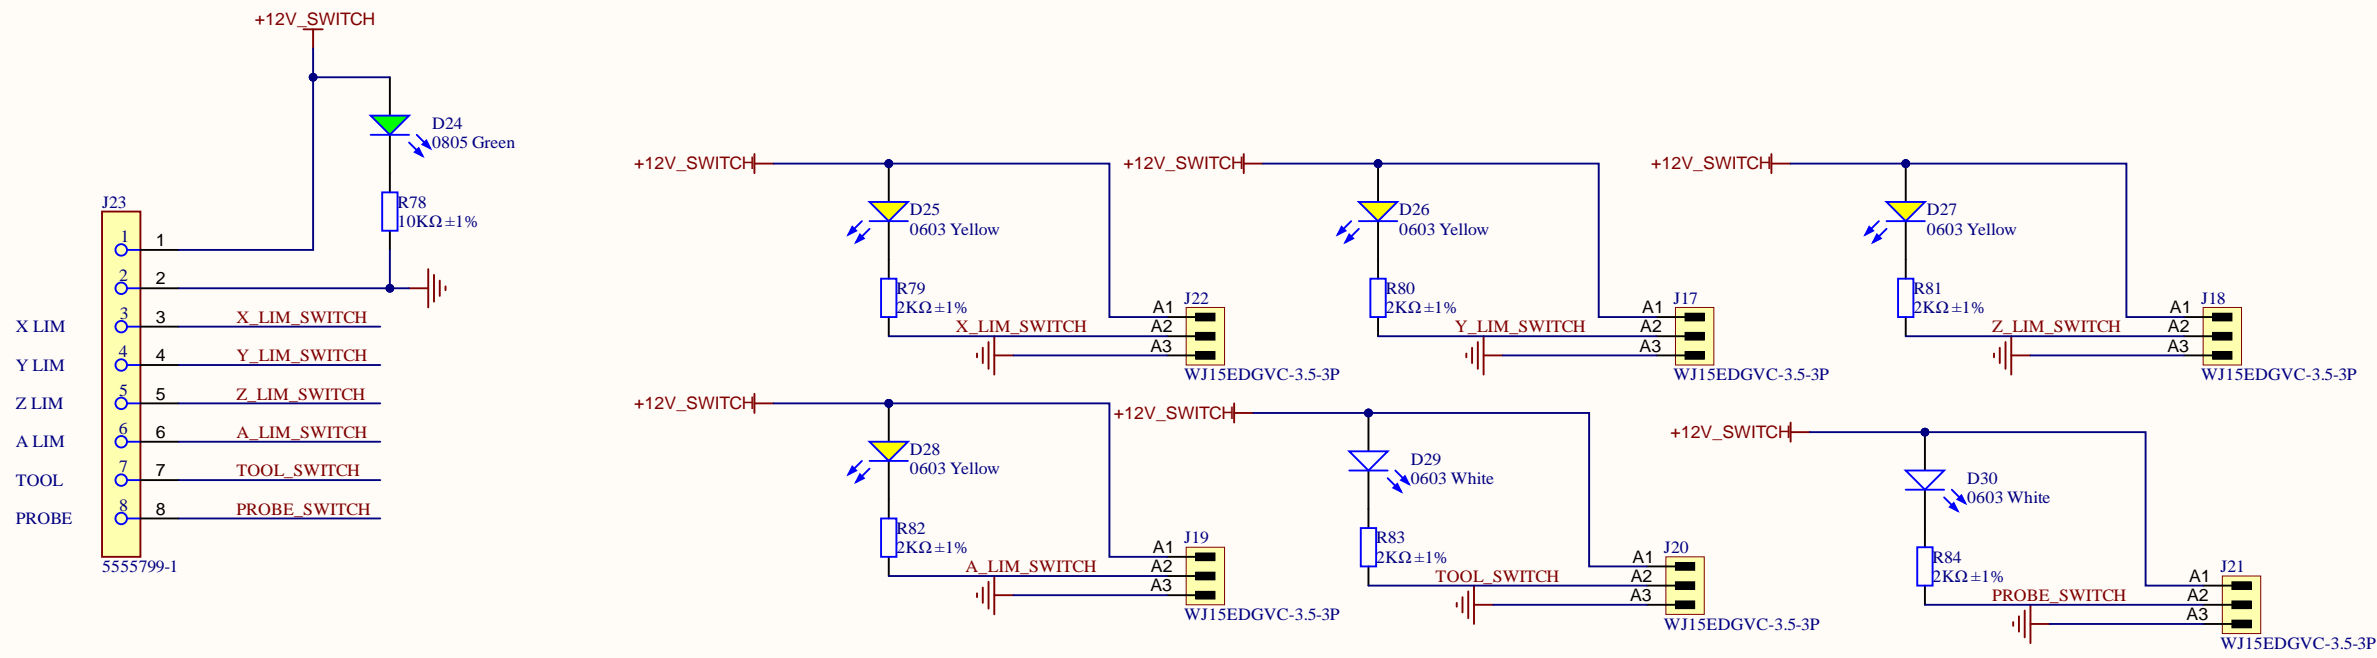 +12V_SWITCH
D24
0805 Green
R78
10KΩ ±1%
J23
1 1
2 2
X LIM 3 3 X_LIM_SWITCH
Y LIM 4 4 Y_LIM_SWITCH
Z LIM 5 5 Z_LIM_SWITCH
A LIM 6 6 A_LIM_SWITCH
TOOL 7 7 TOOL_SWITCH
PROBE 8 8 PROBE_SWITCH
5555799-1
+12V_SWITCH
D25
0603 Yellow
R79
2KΩ ±1%
J22
A1
X_LIM_SWITCH A2
A3
WJ15EDGVC-3.5-3P
+12V_SWITCH
D26
0603 Yellow
R80
2KΩ ±1%
J17
A1
Y_LIM_SWITCH A2
A3
WJ15EDGVC-3.5-3P
+12V_SWITCH
D27
0603 Yellow
R81
2KΩ ±1%
J18
A1
Z_LIM_SWITCH A2
A3
WJ15EDGVC-3.5-3P
+12V_SWITCH
D28
0603 Yellow
R82
2KΩ ±1%
J19
A1
A_LIM_SWITCH A2
A3
WJ15EDGVC-3.5-3P
+12V_SWITCH
D29
0603 White
R83
2KΩ ±1%
J20
A1
TOOL_SWITCH A2
A3
WJ15EDGVC-3.5-3P
+12V_SWITCH
D30
0603 White
R84
2KΩ ±1%
J21
A1
PROBE_SWITCH A2
A3
WJ15EDGVC-3.5-3P